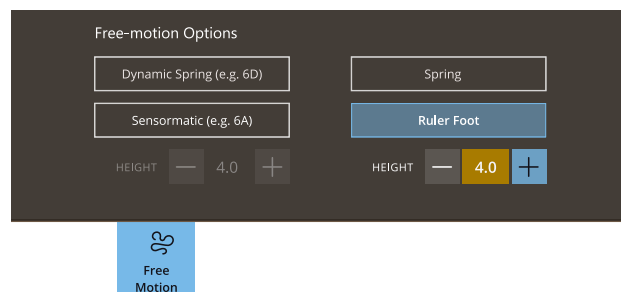 Free-motion Options
Dynamic Spring (e.g. 6D)
Spring
Sensormatic (e.g. 6A)
Ruler Foot
HEIGHT — 4.0 +
HEIGHT — 4.0 +
Free
Motion